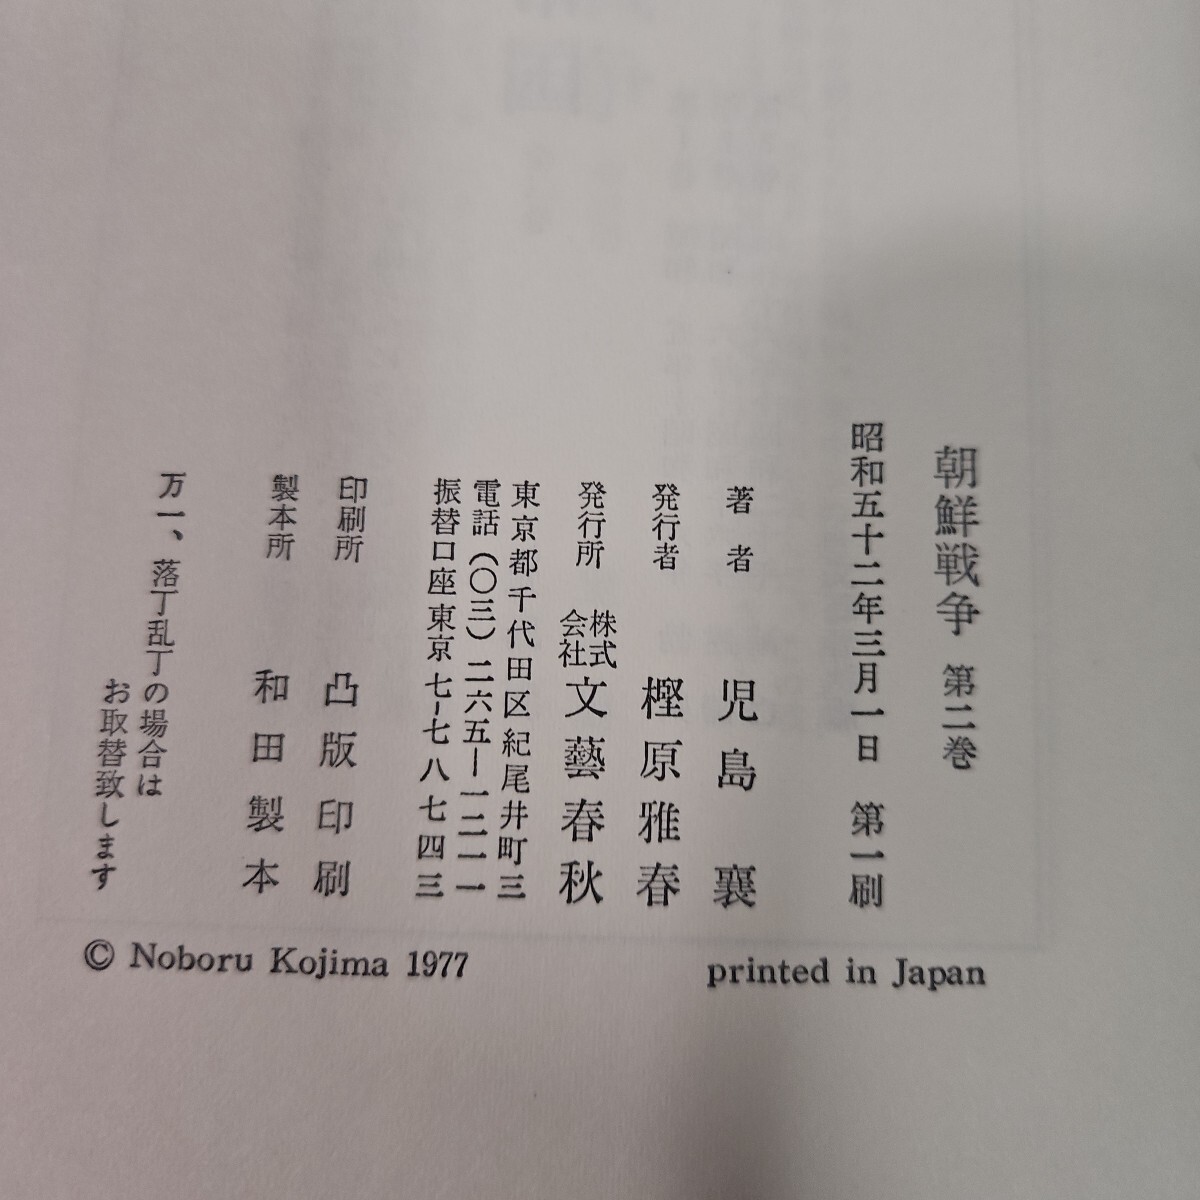 朝鮮戦争 第二巻
昭和五十二年三月一日 第一刷
著者 児島 襄
発行者 樫原雅春
発行所 株式会社 文藝春秋
東京都千代田区紀尾井町三
電話(〇三)二六五―一二一一
振替口座東京七-七八七四三
印刷所 凸版印刷
製本所 和田製本
万一、落丁乱丁の場合は
お取替致します
© Noboru Kojima 1977
printed in Japan